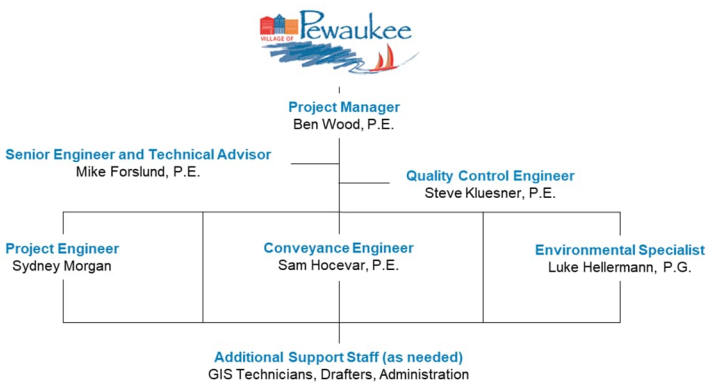 VILLAGE OF
Pewaukee
Project Manager
Ben Wood, P.E.
Senior Engineer and Technical Advisor
Mike Forslund, P.E.
Quality Control Engineer
Steve Kluesner, P.E.
Project Engineer
Sydney Morgan
Conveyance Engineer
Sam Hocevar, P.E.
Environmental Specialist
Luke Hellermann, P.G.
Additional Support Staff (as needed)
GIS Technicians, Drafters, Administration